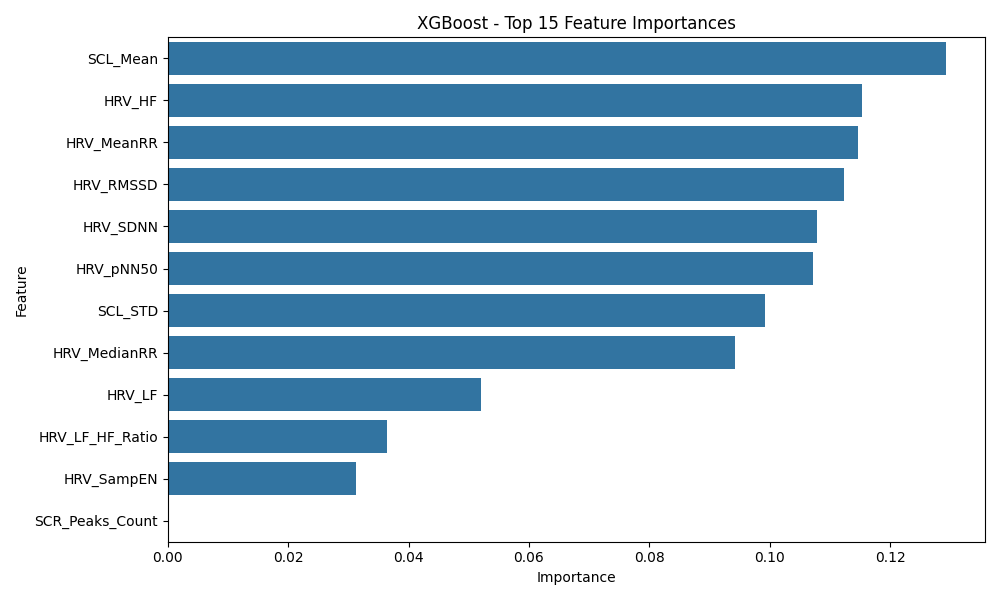 XGBoost - Top 15 Feature Importances
Feature
SCL_Mean
HRV_HF
HRV_MeanRR
HRV_RMSSD
HRV_SDNN
HRV_pNN50
SCL_STD
HRV_MedianRR
HRV_LF
HRV_LF_HF_Ratio
HRV_SampEN
SCR_Peaks_Count
0.00 0.02 0.04 0.06 0.08 0.10 0.12
Importance